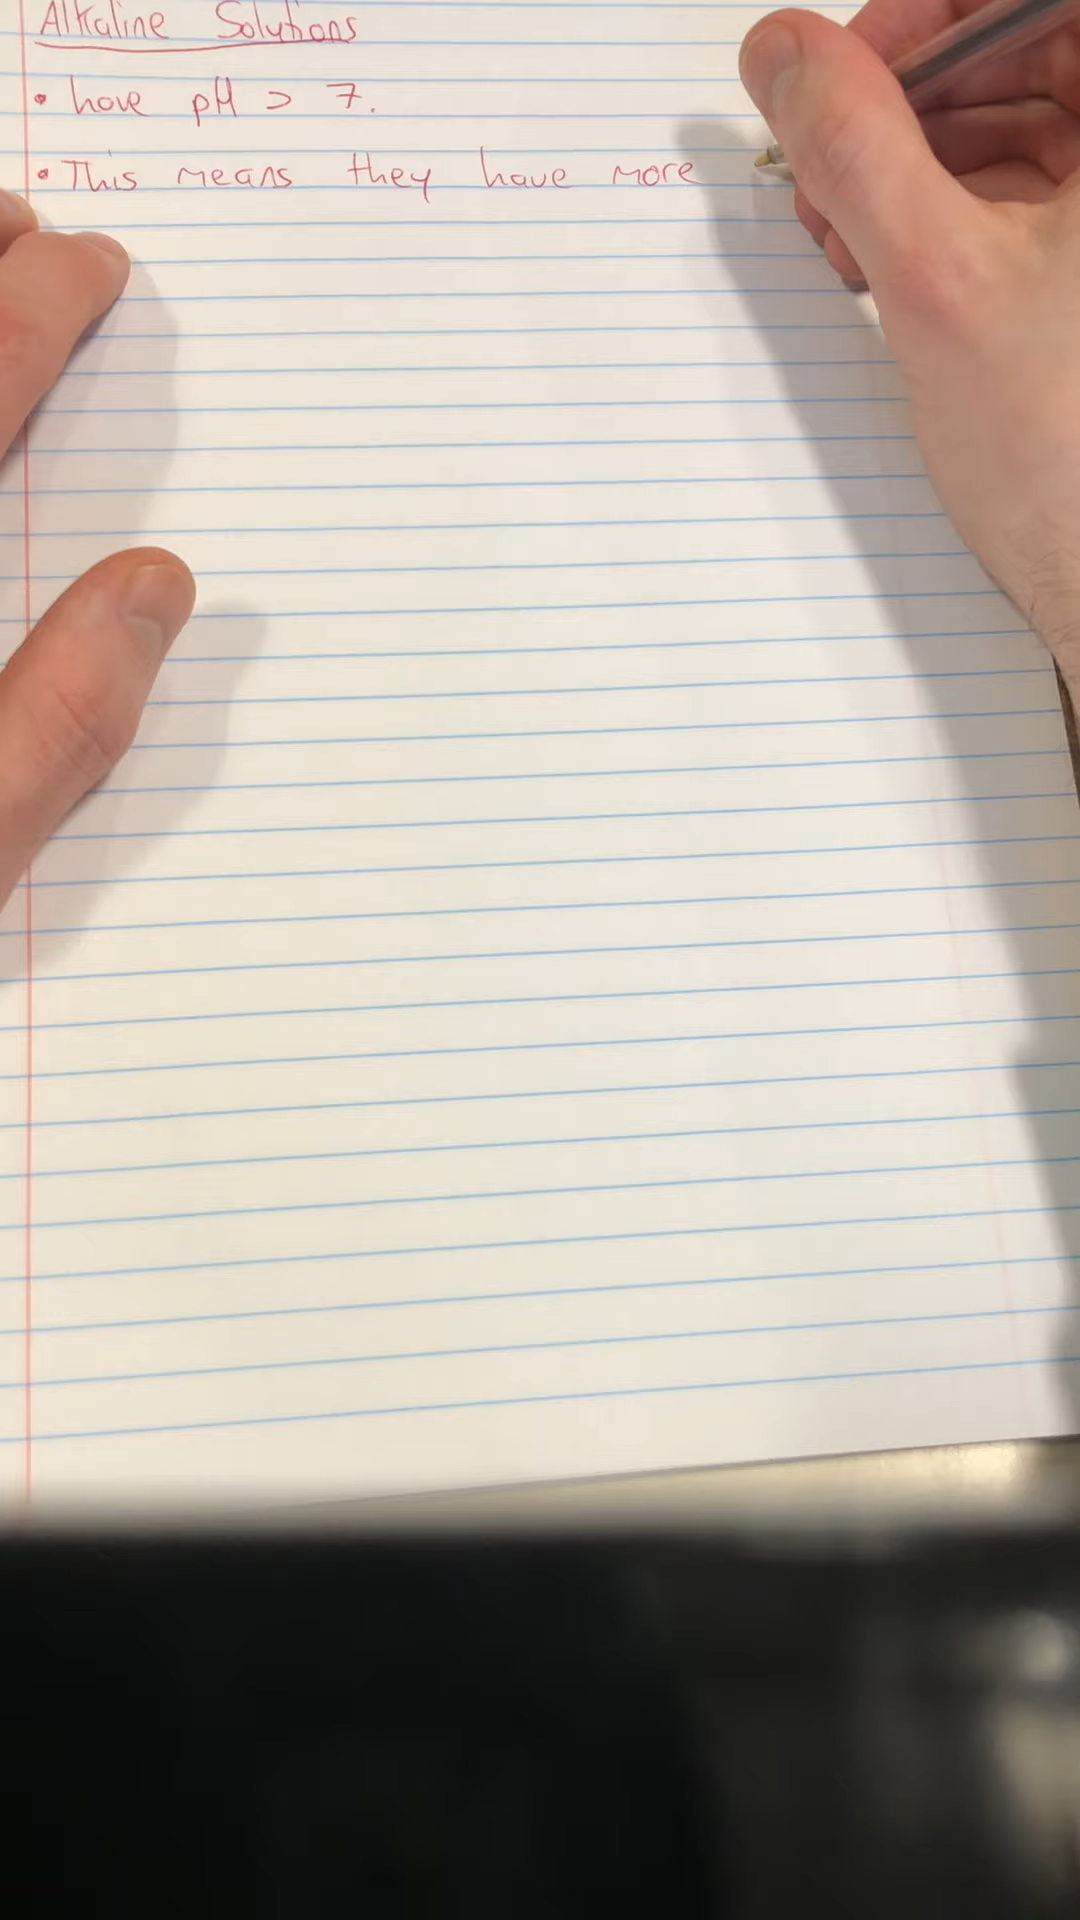 Alkaline Solutions
• have pH > 7.
• This means they have more